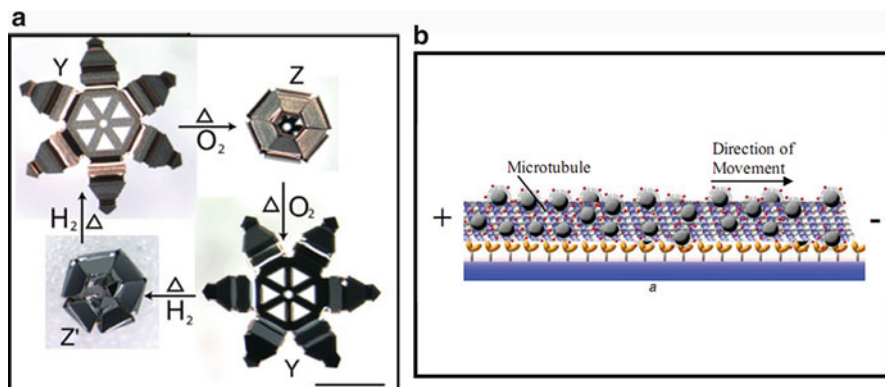 a
Y
Z
△
O₂
H₂
△
△
O₂
△
H₂
Z'
Y
b
Microtubule
Direction of
Movement
+
-
a